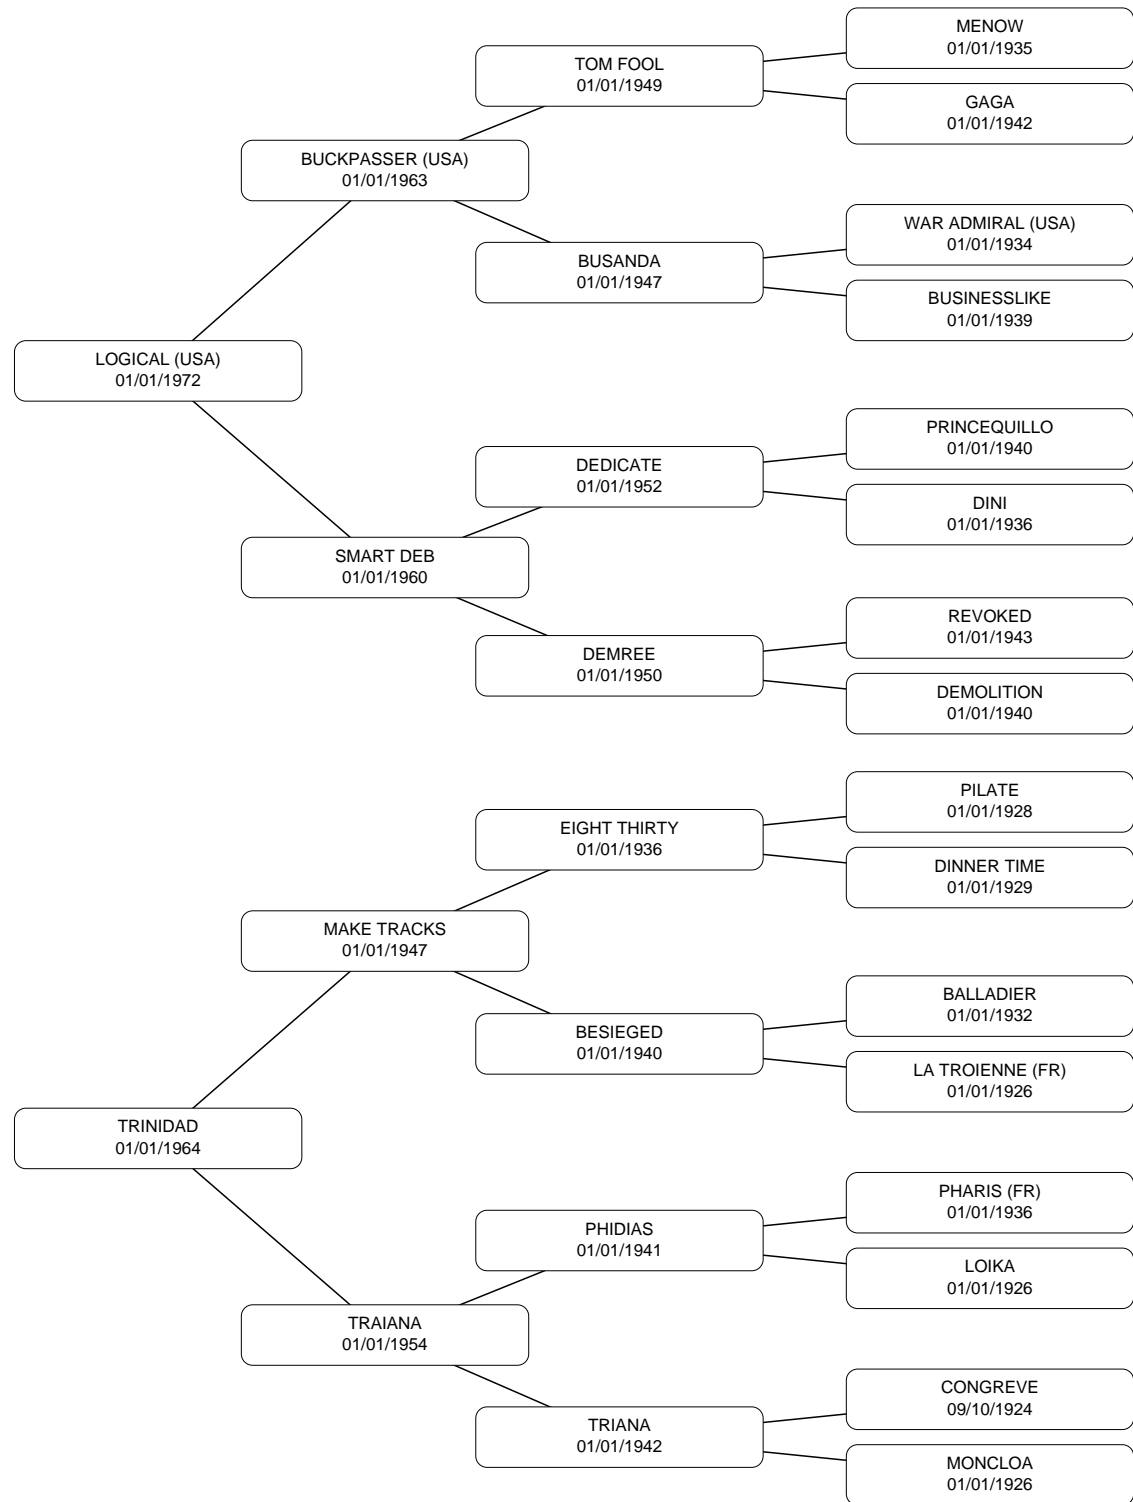 MENOW
01/01/1935
TOM FOOL
01/01/1949
GAGA
01/01/1942
BUCKPASSER (USA)
01/01/1963
WAR ADMIRAL (USA)
01/01/1934
BUSANDA
01/01/1947
BUSINESSLIKE
01/01/1939
LOGICAL (USA)
01/01/1972
PRINCEQUILLO
01/01/1940
DEDICATE
01/01/1952
DINI
01/01/1936
SMART DEB
01/01/1960
REVOKED
01/01/1943
DEMREE
01/01/1950
DEMOLITION
01/01/1940
PILATE
01/01/1928
EIGHT THIRTY
01/01/1936
DINNER TIME
01/01/1929
MAKE TRACKS
01/01/1947
BALLADIER
01/01/1932
BESIEGED
01/01/1940
LA TROIENNE (FR)
01/01/1926
TRINIDAD
01/01/1964
PHARIS (FR)
01/01/1936
PHIDIAS
01/01/1941
LOIKA
01/01/1926
TRAIANA
01/01/1954
CONGREVE
09/10/1924
TRIANA
01/01/1942
MONCLOA
01/01/1926